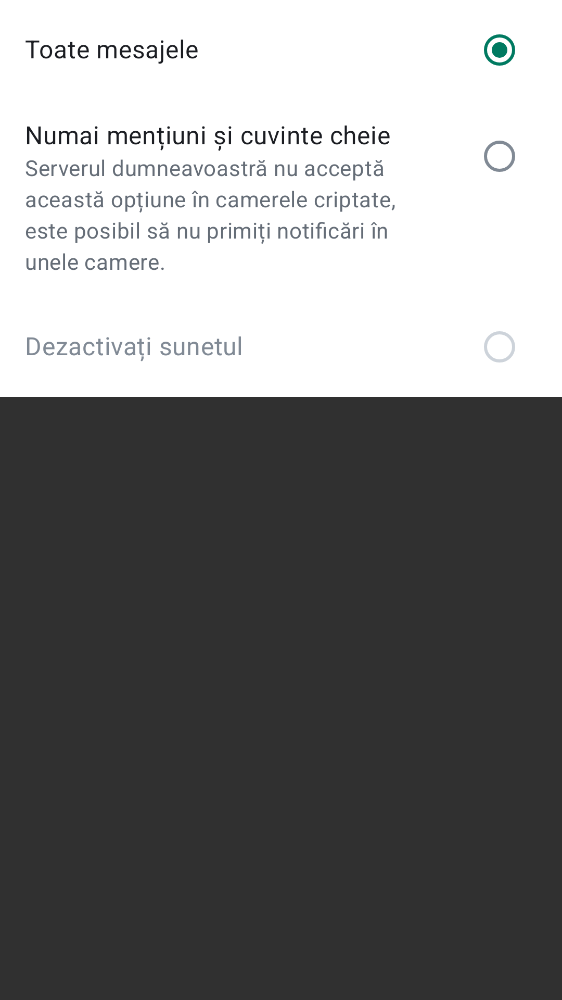 Toate mesajele
Numai mențiuni și cuvinte cheie
Serverul dumneavoastră nu acceptă
această opțiune în camerele criptate,
este posibil să nu primiți notificări în
unele camere.
Dezactivați sunetul